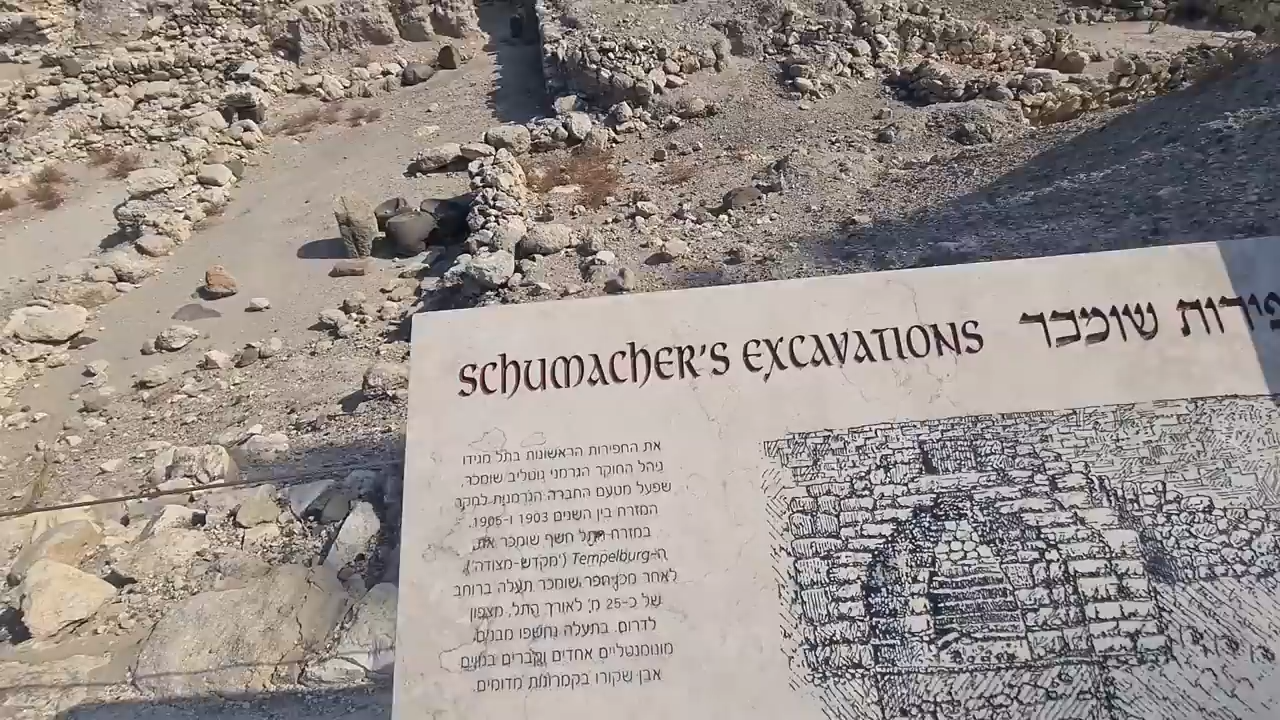 SCHUMACHER'S EXCAVATIONS
חפירות שומכר
את החפירות הראשונות בתל מגידו
ניהל החוקר הגרמני גוטליב שומכר,
שפעל מטעם החברה הגרמנית לחקר
המזרח בין השנים 1903 ו-1905.
במזרח התל חשף שומכר את
ה-Tempelburg ('מקדש-מצודה').
לאחר מכן חפר שומכר תעלה ברוחב
של כ-25 מ' לאורך התל, מצפון
לדרום. בתעלה נחשפו מבנים
מונומנטליים אחדים וקברים בנויים
אבן שקורו בקמרונות מדומים.